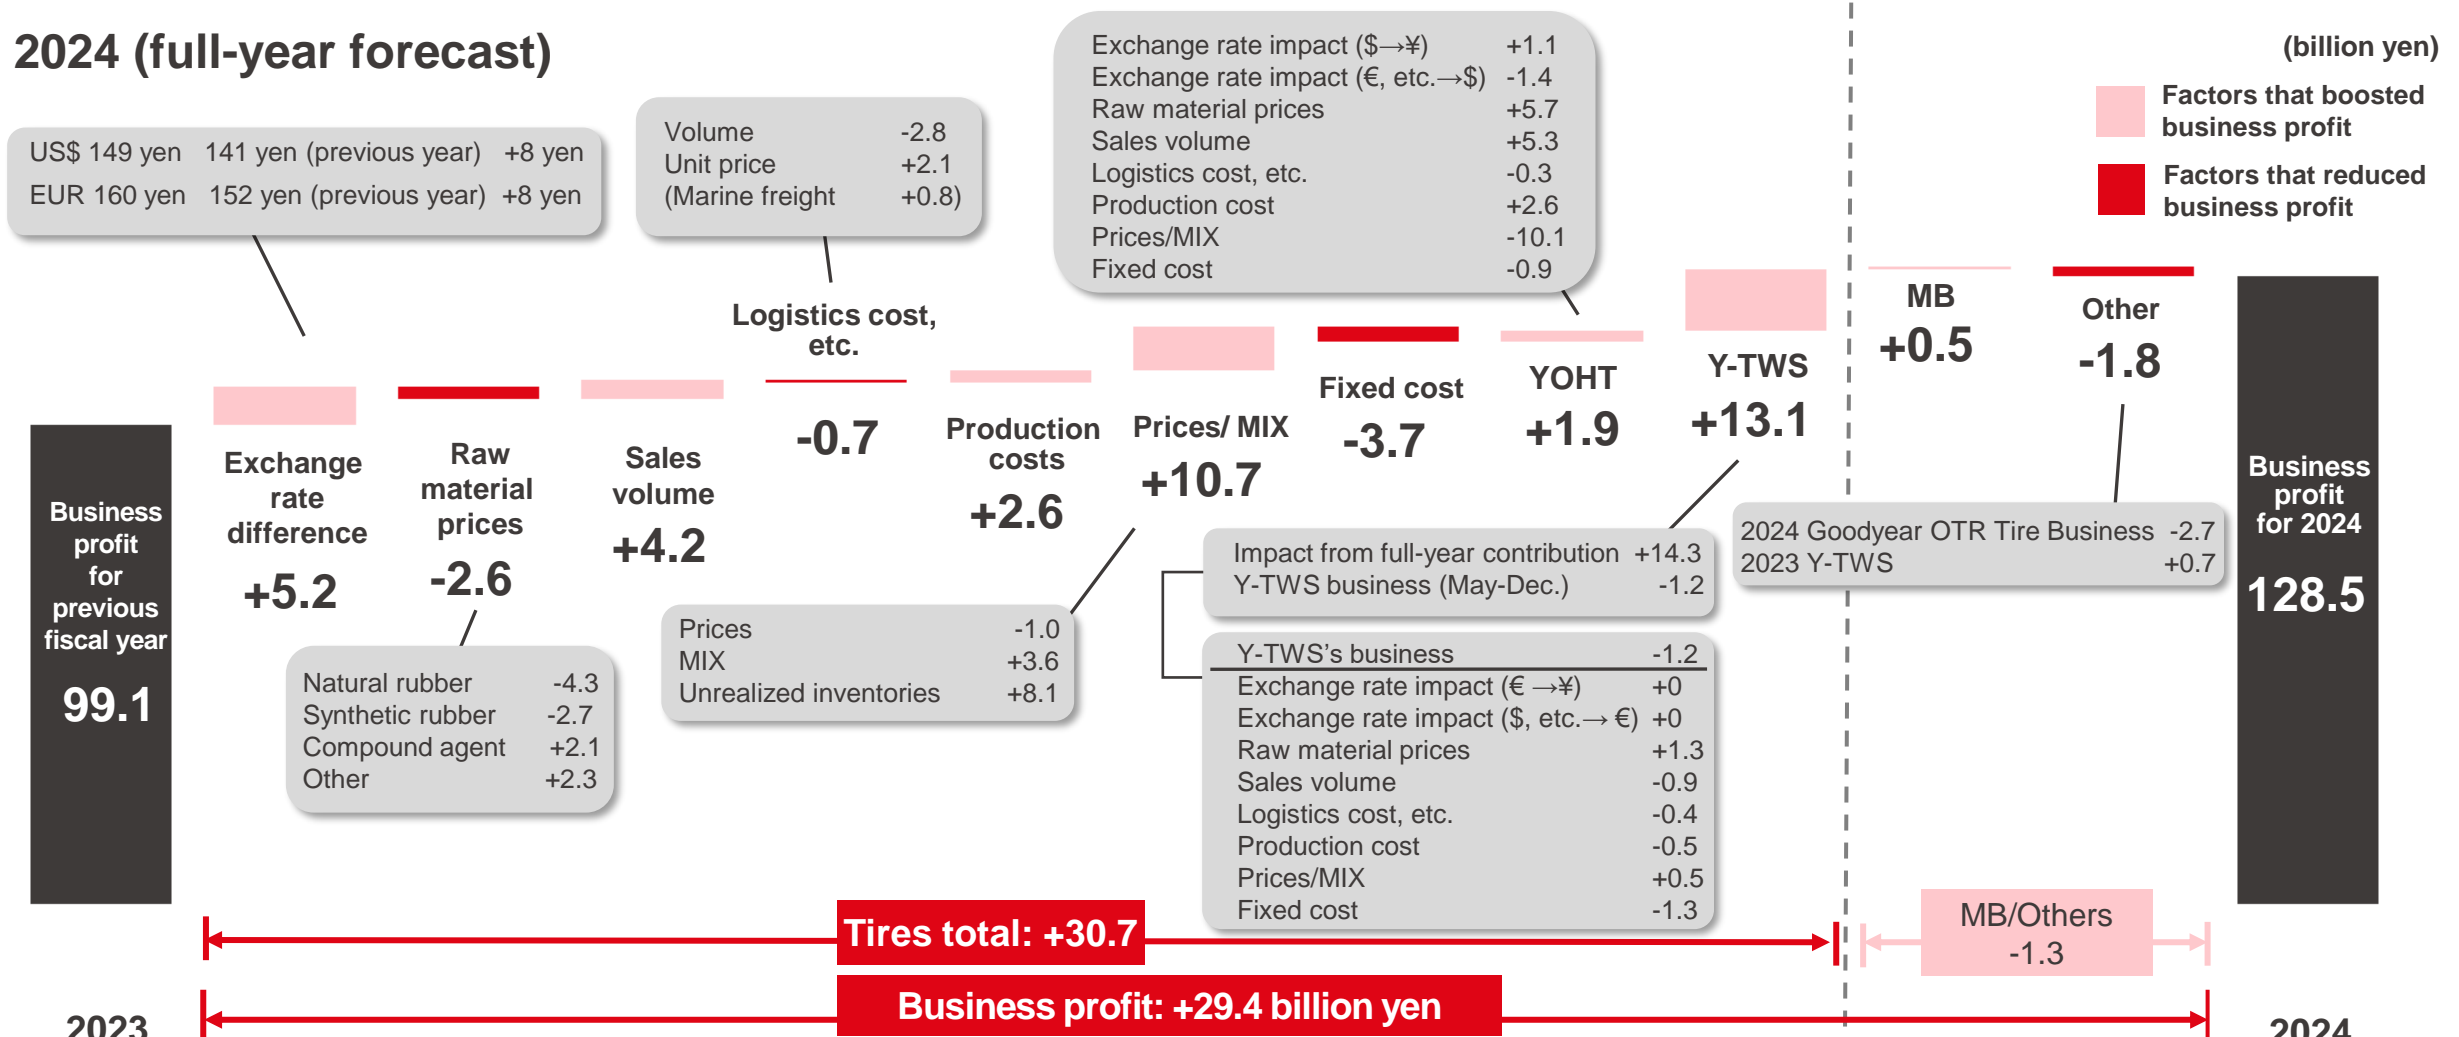 2024 (full-year forecast)
(billion yen)
Factors that boosted
business profit
Factors that reduced
business profit
US$ 149 yen 141 yen (previous year) +8 yen
EUR 160 yen 152 yen (previous year) +8 yen
Volume -2.8
Unit price +2.1
(Marine freight +0.8)
Exchange rate impact ($→¥) +1.1
Exchange rate impact (€, etc.→$) -1.4
Raw material prices +5.7
Sales volume +5.3
Logistics cost, etc. -0.3
Production cost +2.6
Prices/MIX -10.1
Fixed cost -0.9
Business
profit
for
previous
fiscal year
99.1
Exchange
rate
difference
+5.2
Raw
material
prices
-2.6
Sales
volume
+4.2
Logistics cost,
etc.
-0.7
Production
costs
+2.6
Prices/ MIX
+10.7
Fixed cost
-3.7
YOHT
+1.9
Y-TWS
+13.1
MB
+0.5
Other
-1.8
Business
profit
for 2024
128.5
Natural rubber -4.3
Synthetic rubber -2.7
Compound agent +2.1
Other +2.3
Prices -1.0
MIX +3.6
Unrealized inventories +8.1
Impact from full-year contribution +14.3
Y-TWS business (May-Dec.) -1.2
Y-TWS’s business -1.2
Exchange rate impact (€ →¥) +0
Exchange rate impact ($, etc.→ €) +0
Raw material prices +1.3
Sales volume -0.9
Logistics cost, etc. -0.4
Production cost -0.5
Prices/MIX +0.5
Fixed cost -1.3
2024 Goodyear OTR Tire Business -2.7
2023 Y-TWS +0.7
Tires total: +30.7
MB/Others
-1.3
Business profit: +29.4 billion yen
2023
2024